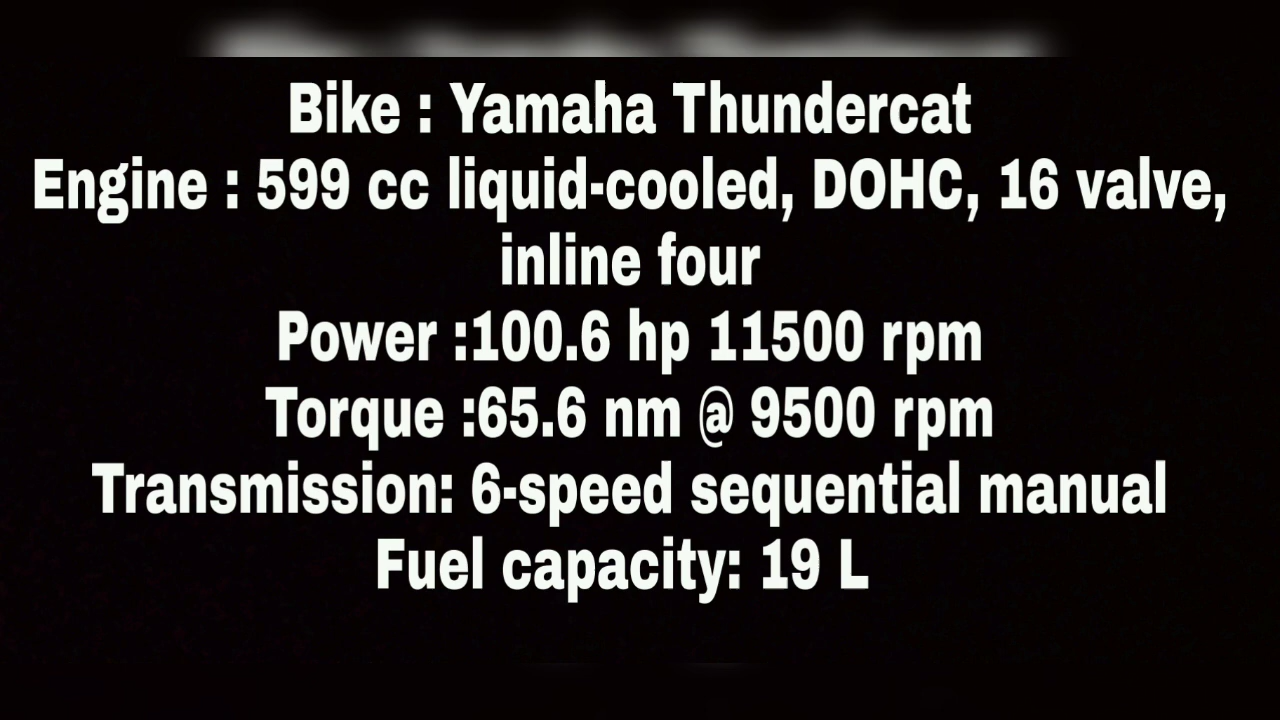 Bike : Yamaha Thundercat
Engine : 599 cc liquid-cooled, DOHC, 16 valve,
inline four
Power :100.6 hp 11500 rpm
Torque :65.6 nm @ 9500 rpm
Transmission: 6-speed sequential manual
Fuel capacity: 19 L